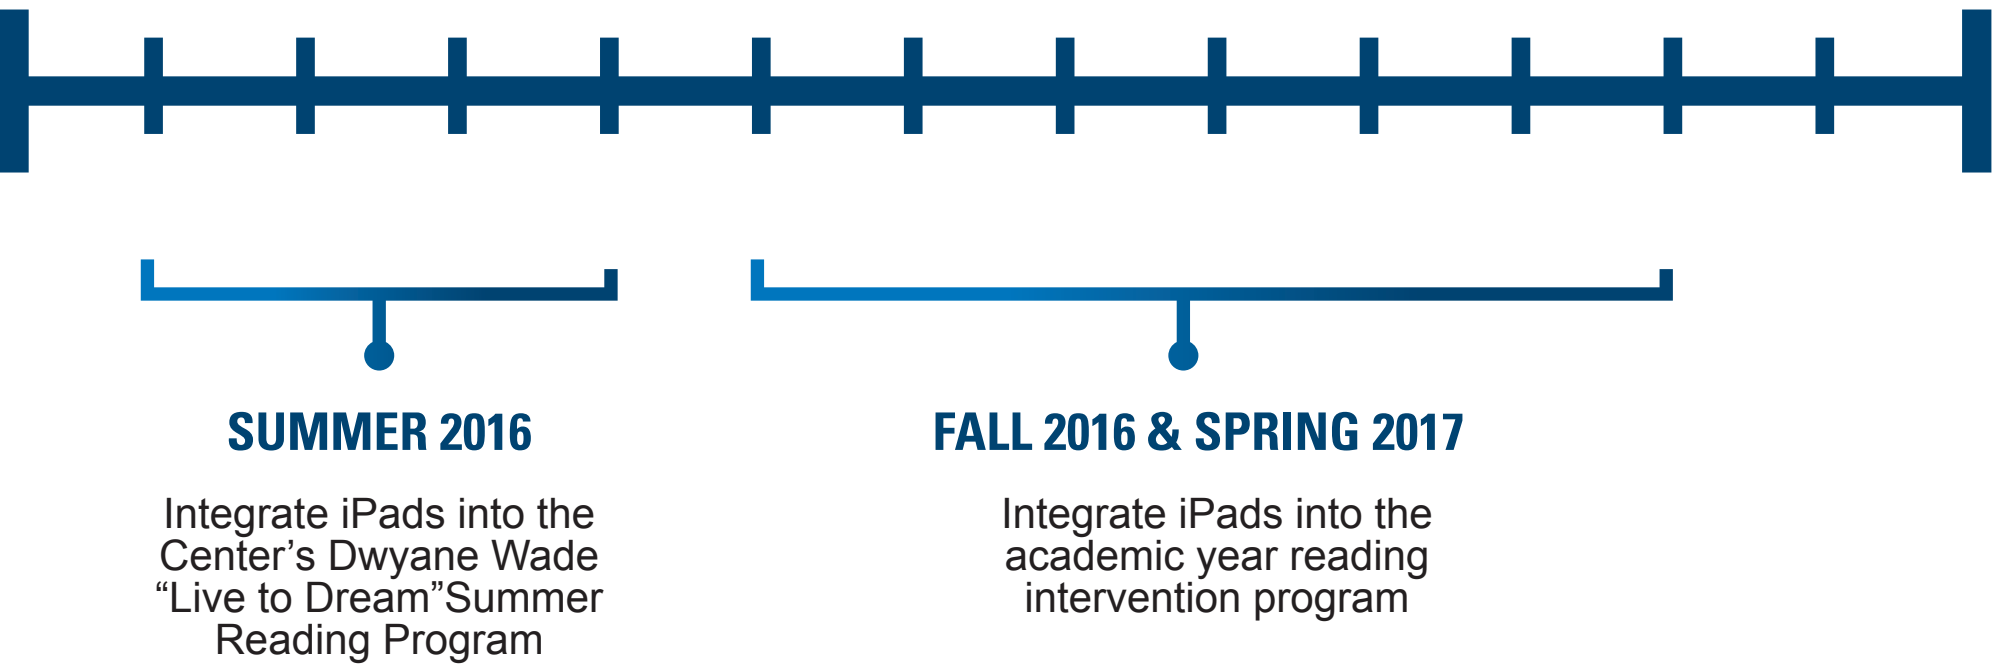 SUMMER 2016
Integrate iPads into the
Center’s Dwyane Wade
“Live to Dream”Summer
Reading Program
FALL 2016 & SPRING 2017
Integrate iPads into the
academic year reading
intervention program